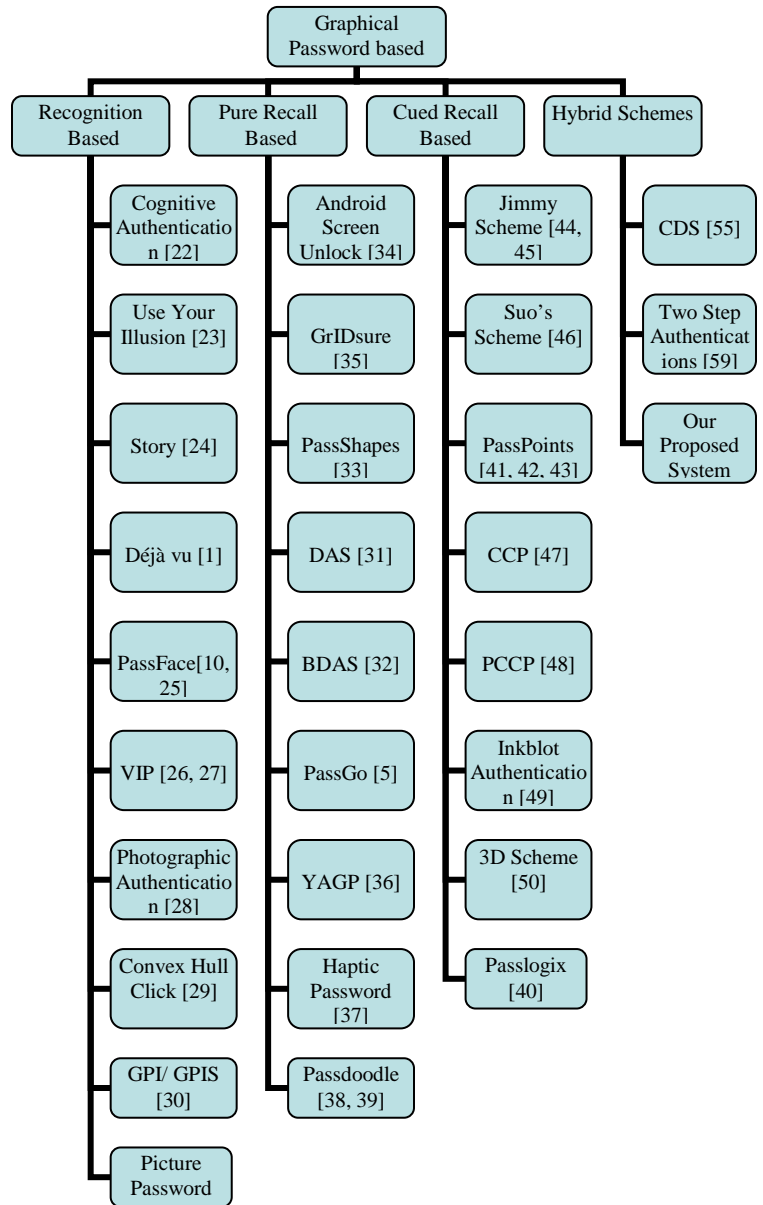 Graphical
Password based
Recognition
Based
Pure Recall
Based
Cued Recall
Based
Hybrid Schemes
Cognitive
Authenticatio
n [22]
Use Your
Illusion [23]
Story [24]
Déjà vu [1]
PassFace[10,
25]
VIP [26, 27]
Photographic
Authenticatio
n [28]
Convex Hull
Click [29]
GPI/ GPIS
[30]
Picture
Password
Android
Screen
Unlock [34]
GrIDsure
[35]
PassShapes
[33]
DAS [31]
BDAS [32]
PassGo [5]
YAGP [36]
Haptic
Password
[37]
Passdoodle
[38, 39]
Jimmy
Scheme [44,
45]
Suo’s
Scheme [46]
PassPoints
[41, 42, 43]
CCP [47]
PCCP [48]
Inkblot
Authenticatio
n [49]
3D Scheme
[50]
Passlogix
[40]
CDS [55]
Two Step
Authenticat
ions [59]
Our
Proposed
System